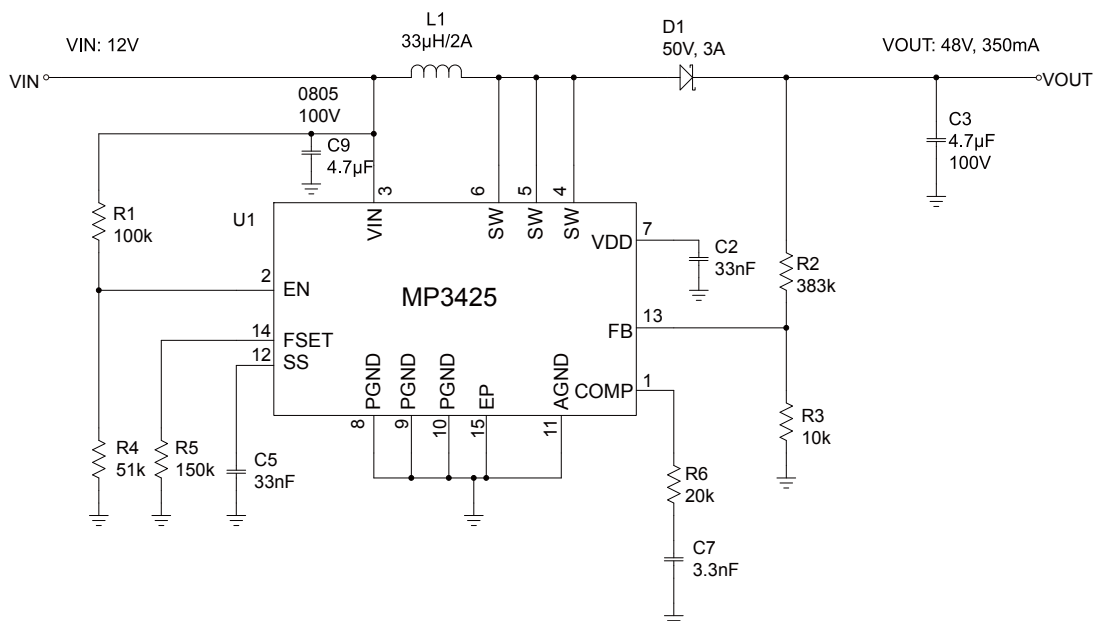 L1
33µH/2A
D1
50V, 3A
VIN: 12V
VOUT: 48V, 350mA
VIN
VOUT
0805
100V
C9
4.7µF
C3
4.7µF
100V
3
6
5
4
R1
100k
U1
VIN
SW
SW
SW
VDD
7
C2
33nF
R2
383k
2
EN
MP3425
14
FSET
12
SS
FB
13
PGND
PGND
PGND
EP
AGND
COMP
1
8
9
10
15
11
R3
10k
R4
51k
R5
150k
C5
33nF
R6
20k
C7
3.3nF